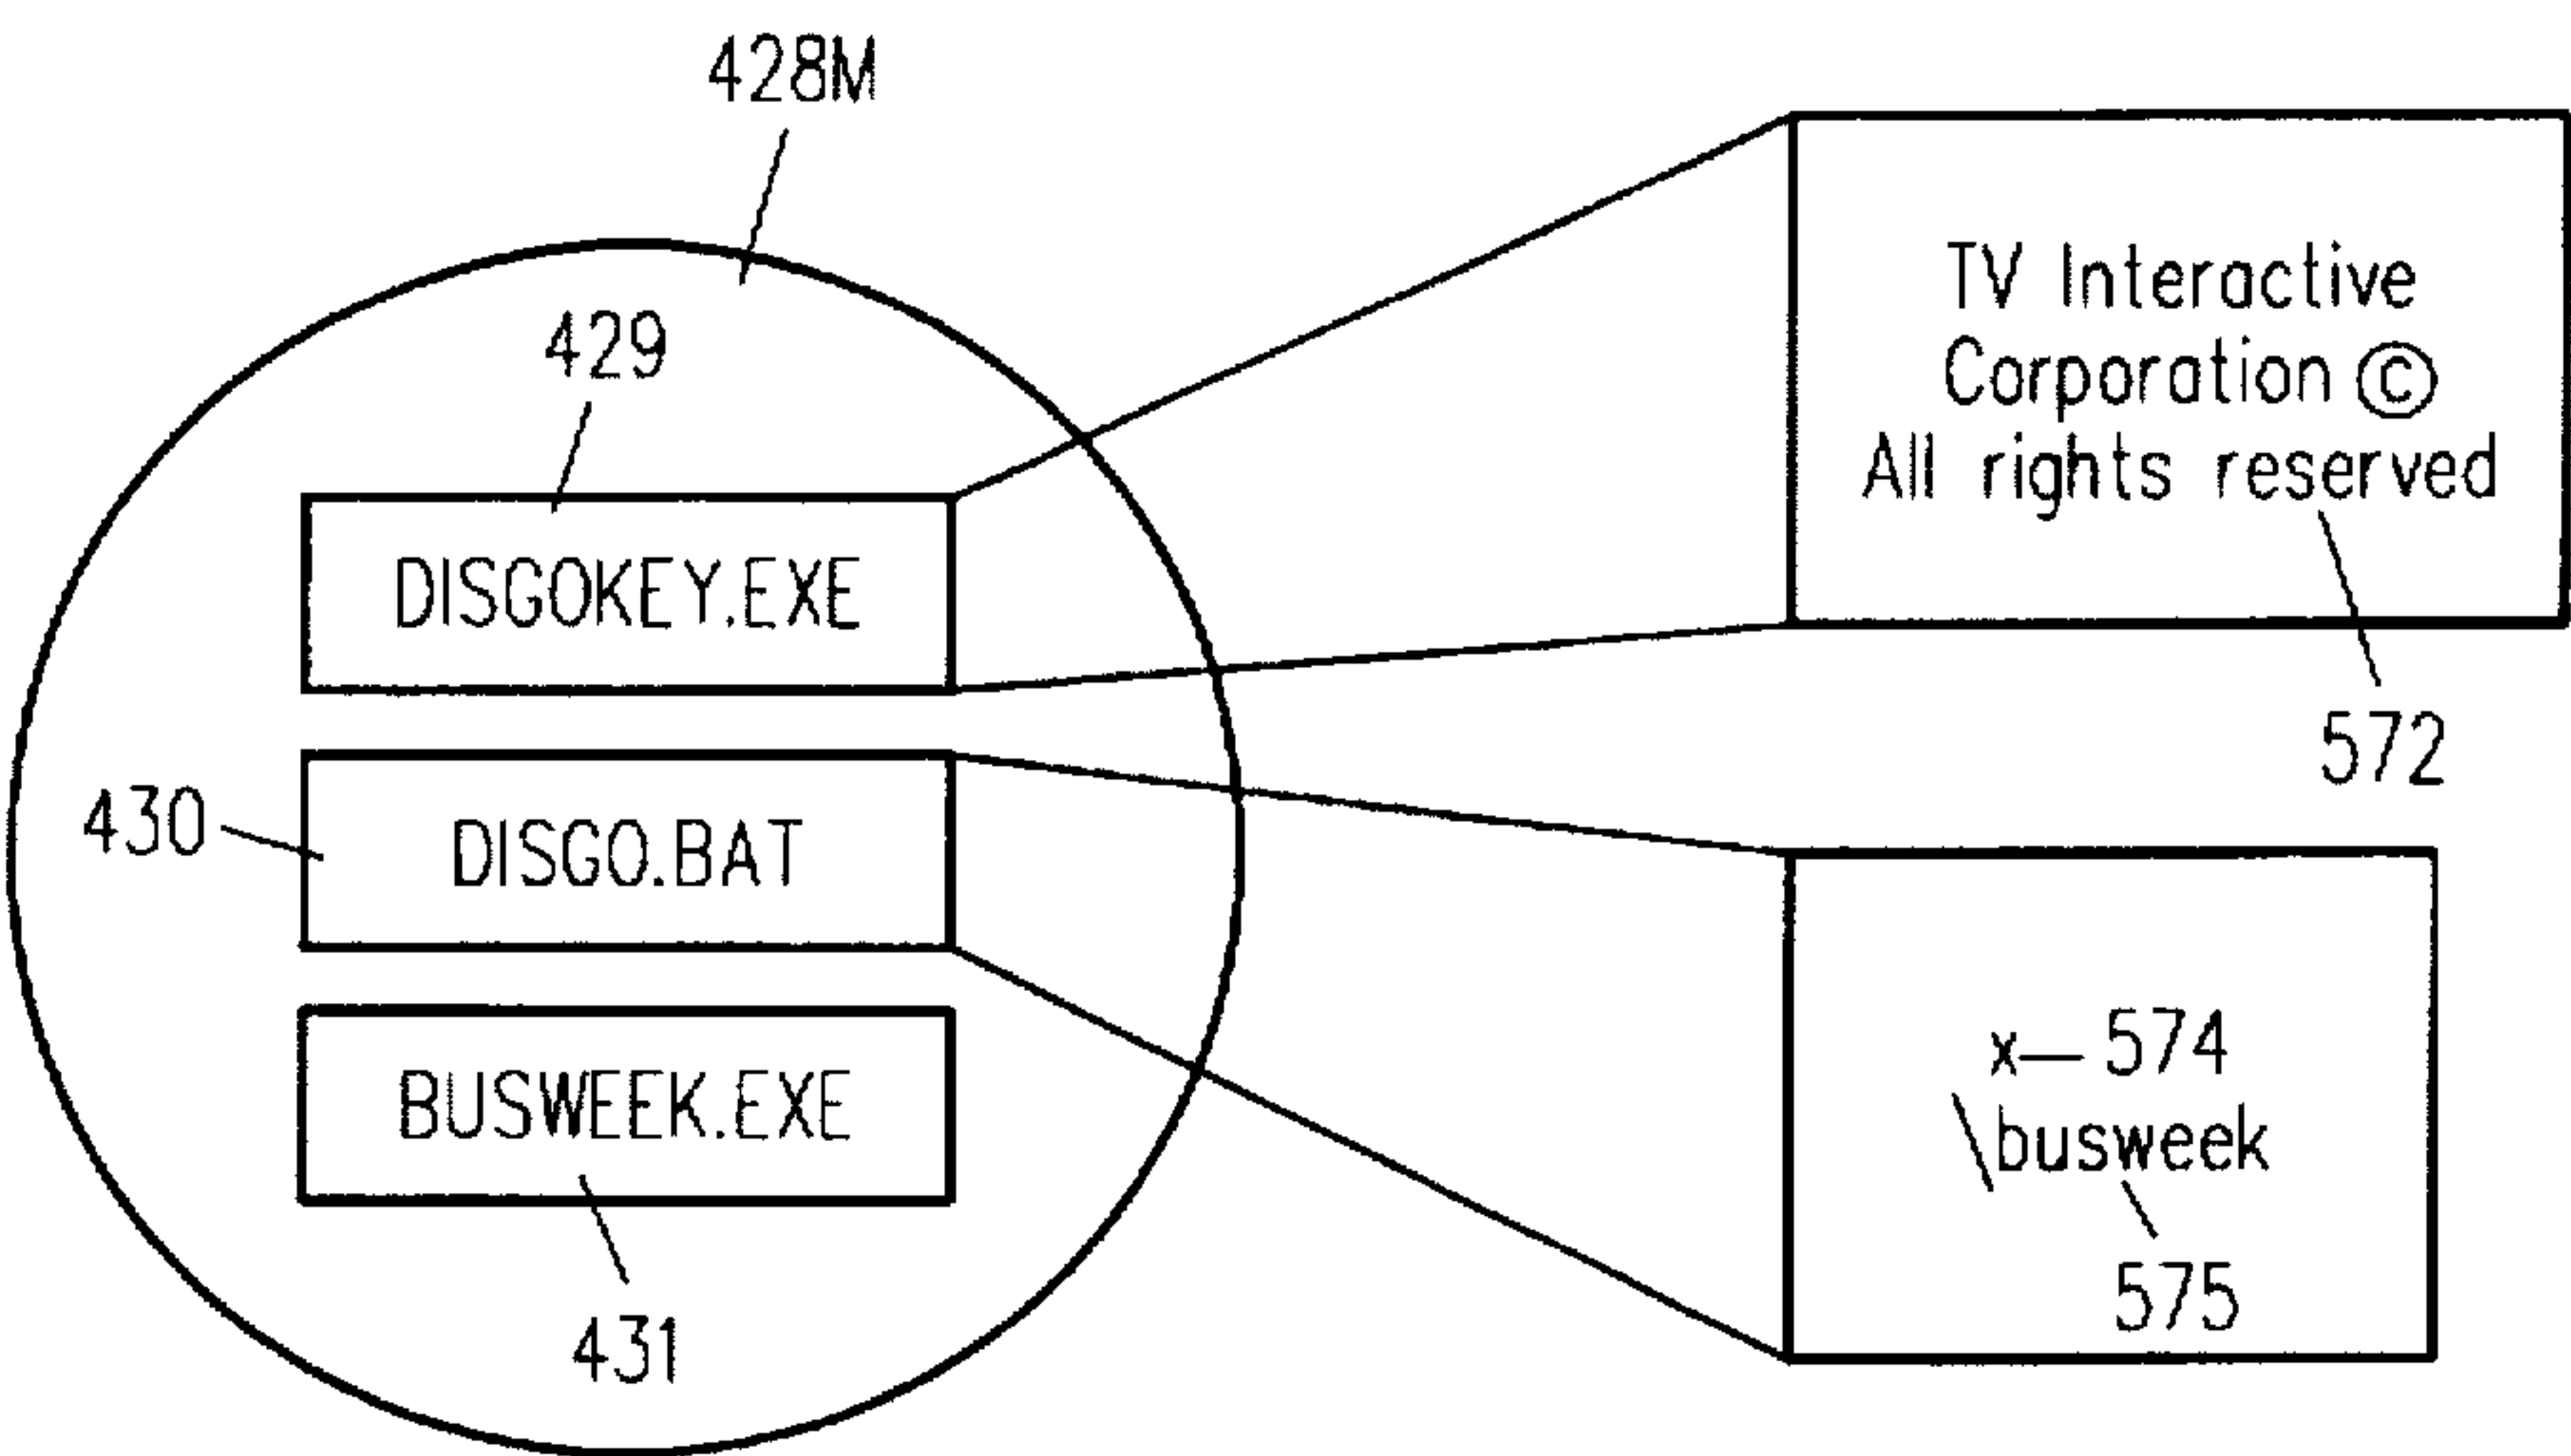 428M
429
DISGOKEY.EXE
430
DISGO.BAT
BUSWEEK.EXE
431
TV Interactive
Corporation ©
All rights reserved
572
x— 574
\busweek
575